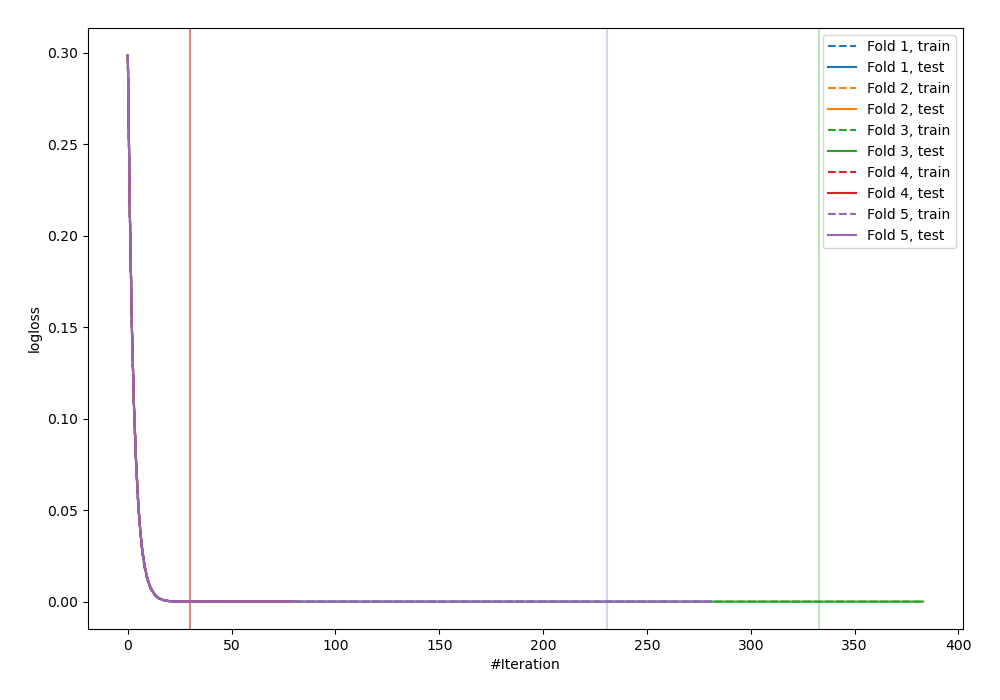 0.30
0.25
0.20
0.15
0.10
0.05
0.00
logloss
0
50
100
150
200
250
300
350
400
#Iteration
Fold 1, train
Fold 1, test
Fold 2, train
Fold 2, test
Fold 3, train
Fold 3, test
Fold 4, train
Fold 4, test
Fold 5, train
Fold 5, test